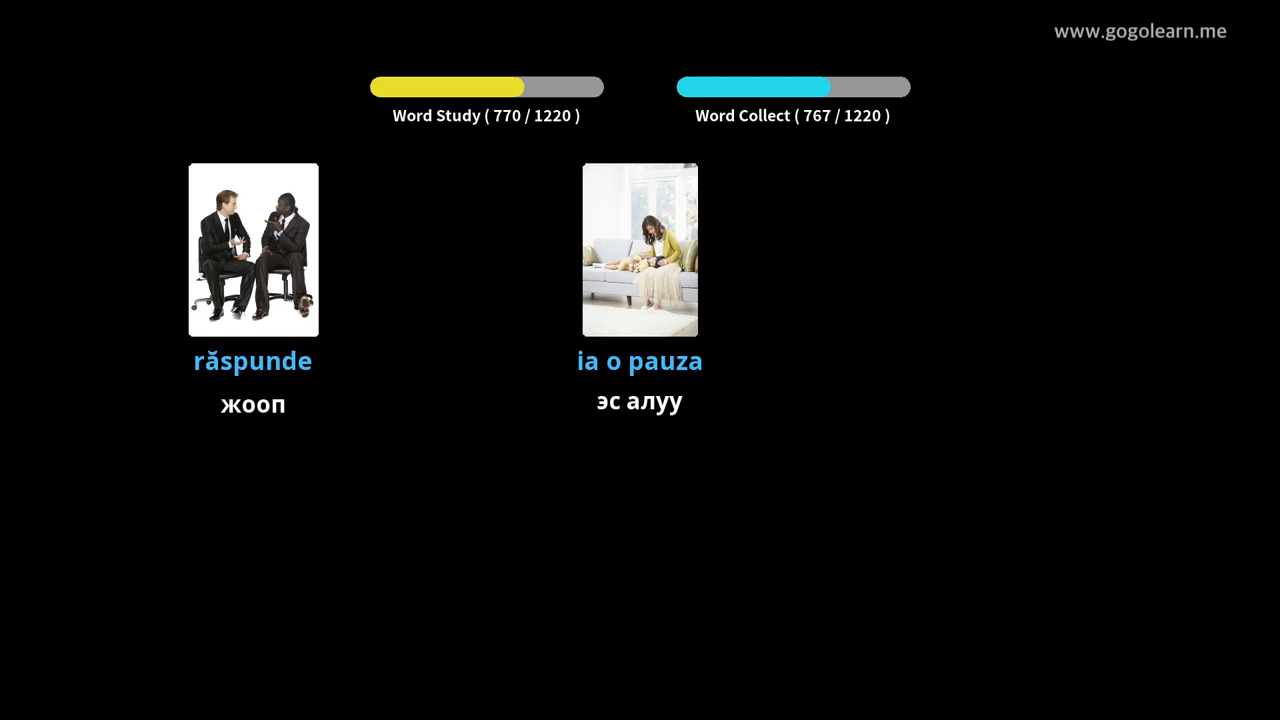 www.gogolearn.me
Word Study ( 770 / 1220 )
Word Collect ( 767 / 1220 )
răspunde
жооп
ia o pauza
эс алуу